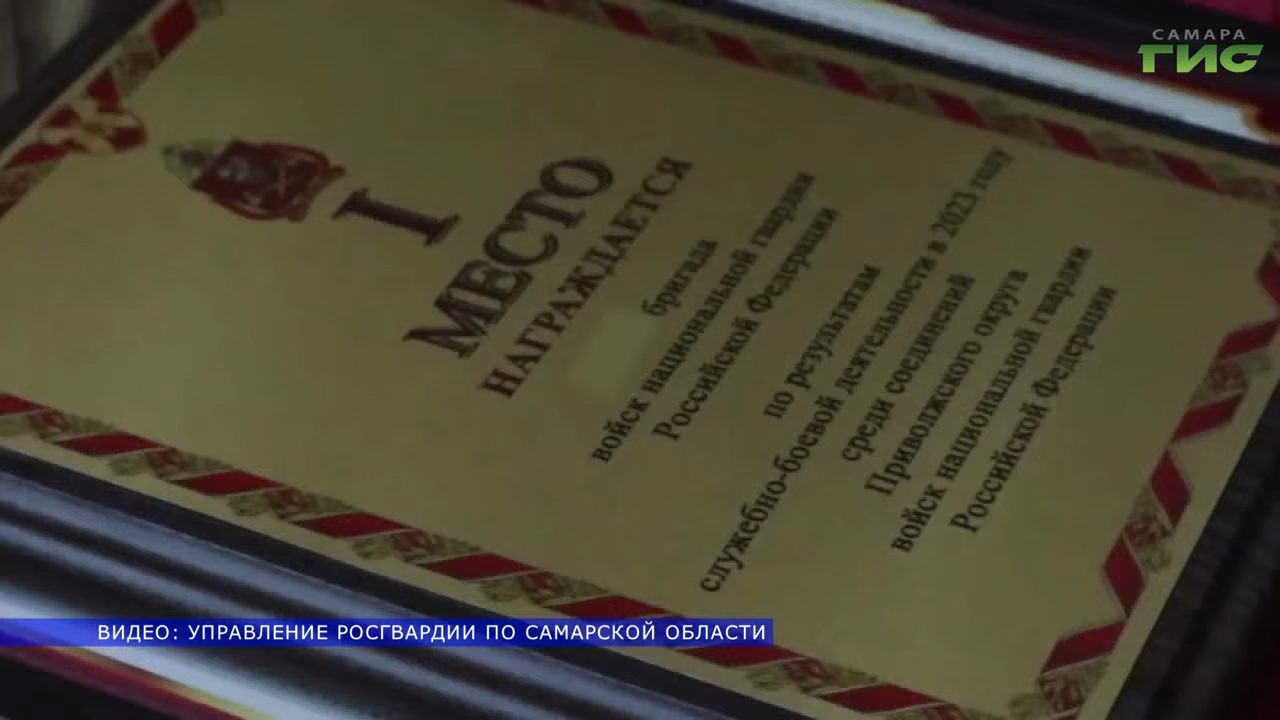 САМАРА
ГИС
I
МЕСТО
НАГРАЖДАЕТСЯ
бригада
войск национальной гвардии
Российской Федерации
по результатам
служебно-боевой деятельности в 2023 году
среди соединений
Приволжского округа
войск национальной гвардии
Российской Федерации
ВИДЕО: УПРАВЛЕНИЕ РОСГВАРДИИ ПО САМАРСКОЙ ОБЛАСТИ